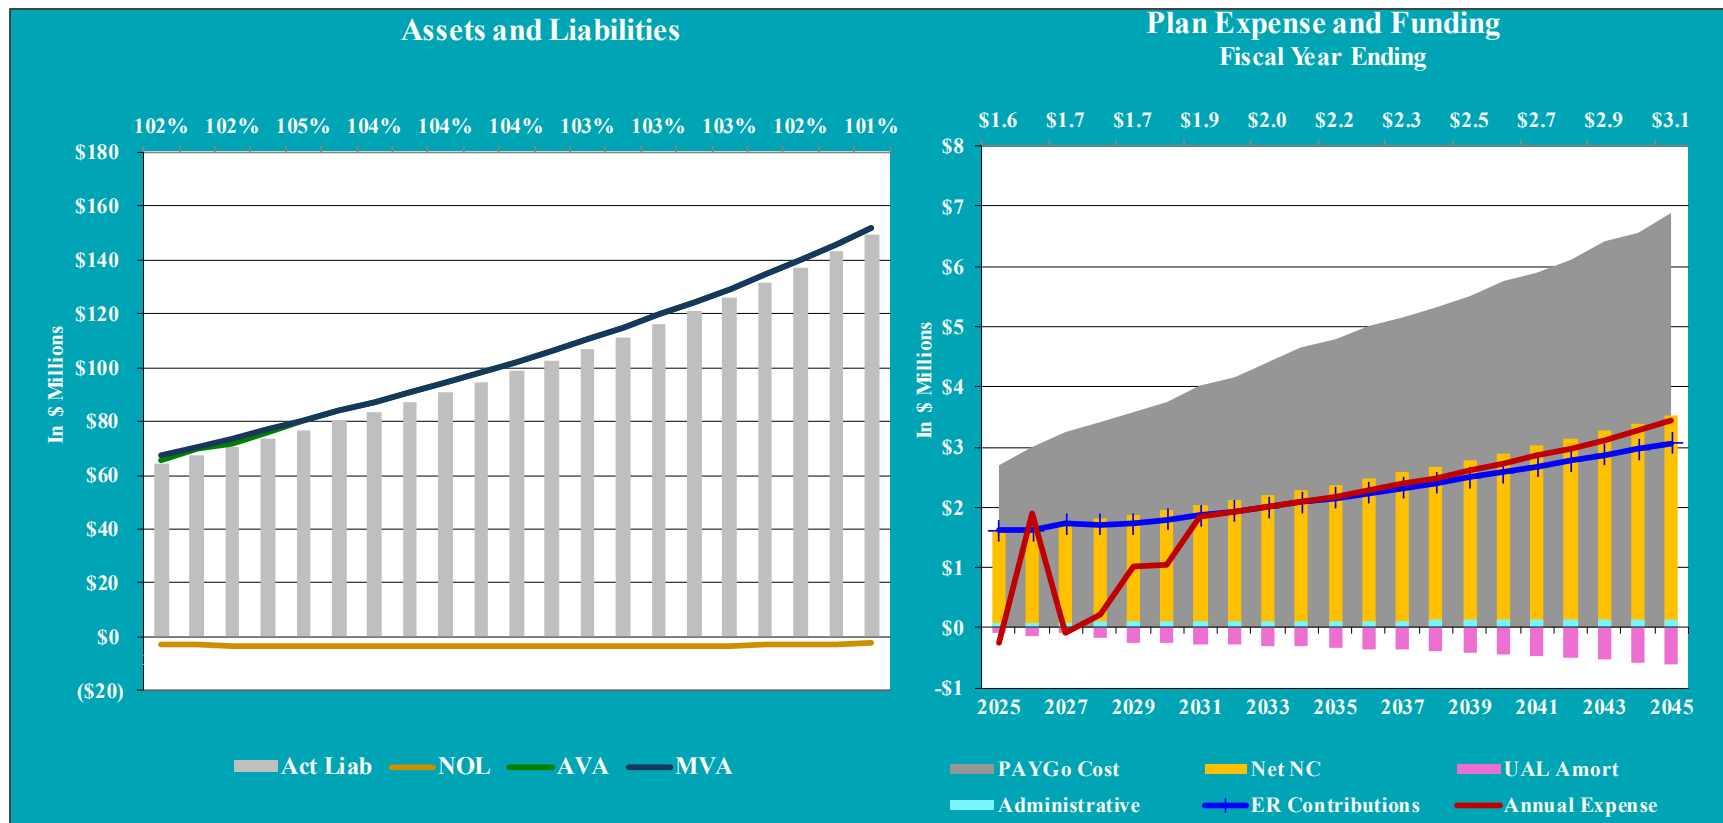 Assets and Liabilities
102% 102% 105% 104% 104% 104% 103% 103% 103% 102% 101%
$180
$160
$140
$120
$100
$80
$60
$40
$20
$0
($20)
In $ Millions
Act Liab NOL AVA MVA
Plan Expense and Funding
Fiscal Year Ending
$1.6 $1.7 $1.7 $1.9 $2.0 $2.2 $2.3 $2.5 $2.7 $2.9 $3.1
$8
$7
$6
$5
$4
$3
$2
$1
$0
-$1
In $ Millions
2025 2027 2029 2031 2033 2035 2037 2039 2041 2043 2045
PAYGo Cost Net NC UAL Amort
Administrative ER Contributions Annual Expense